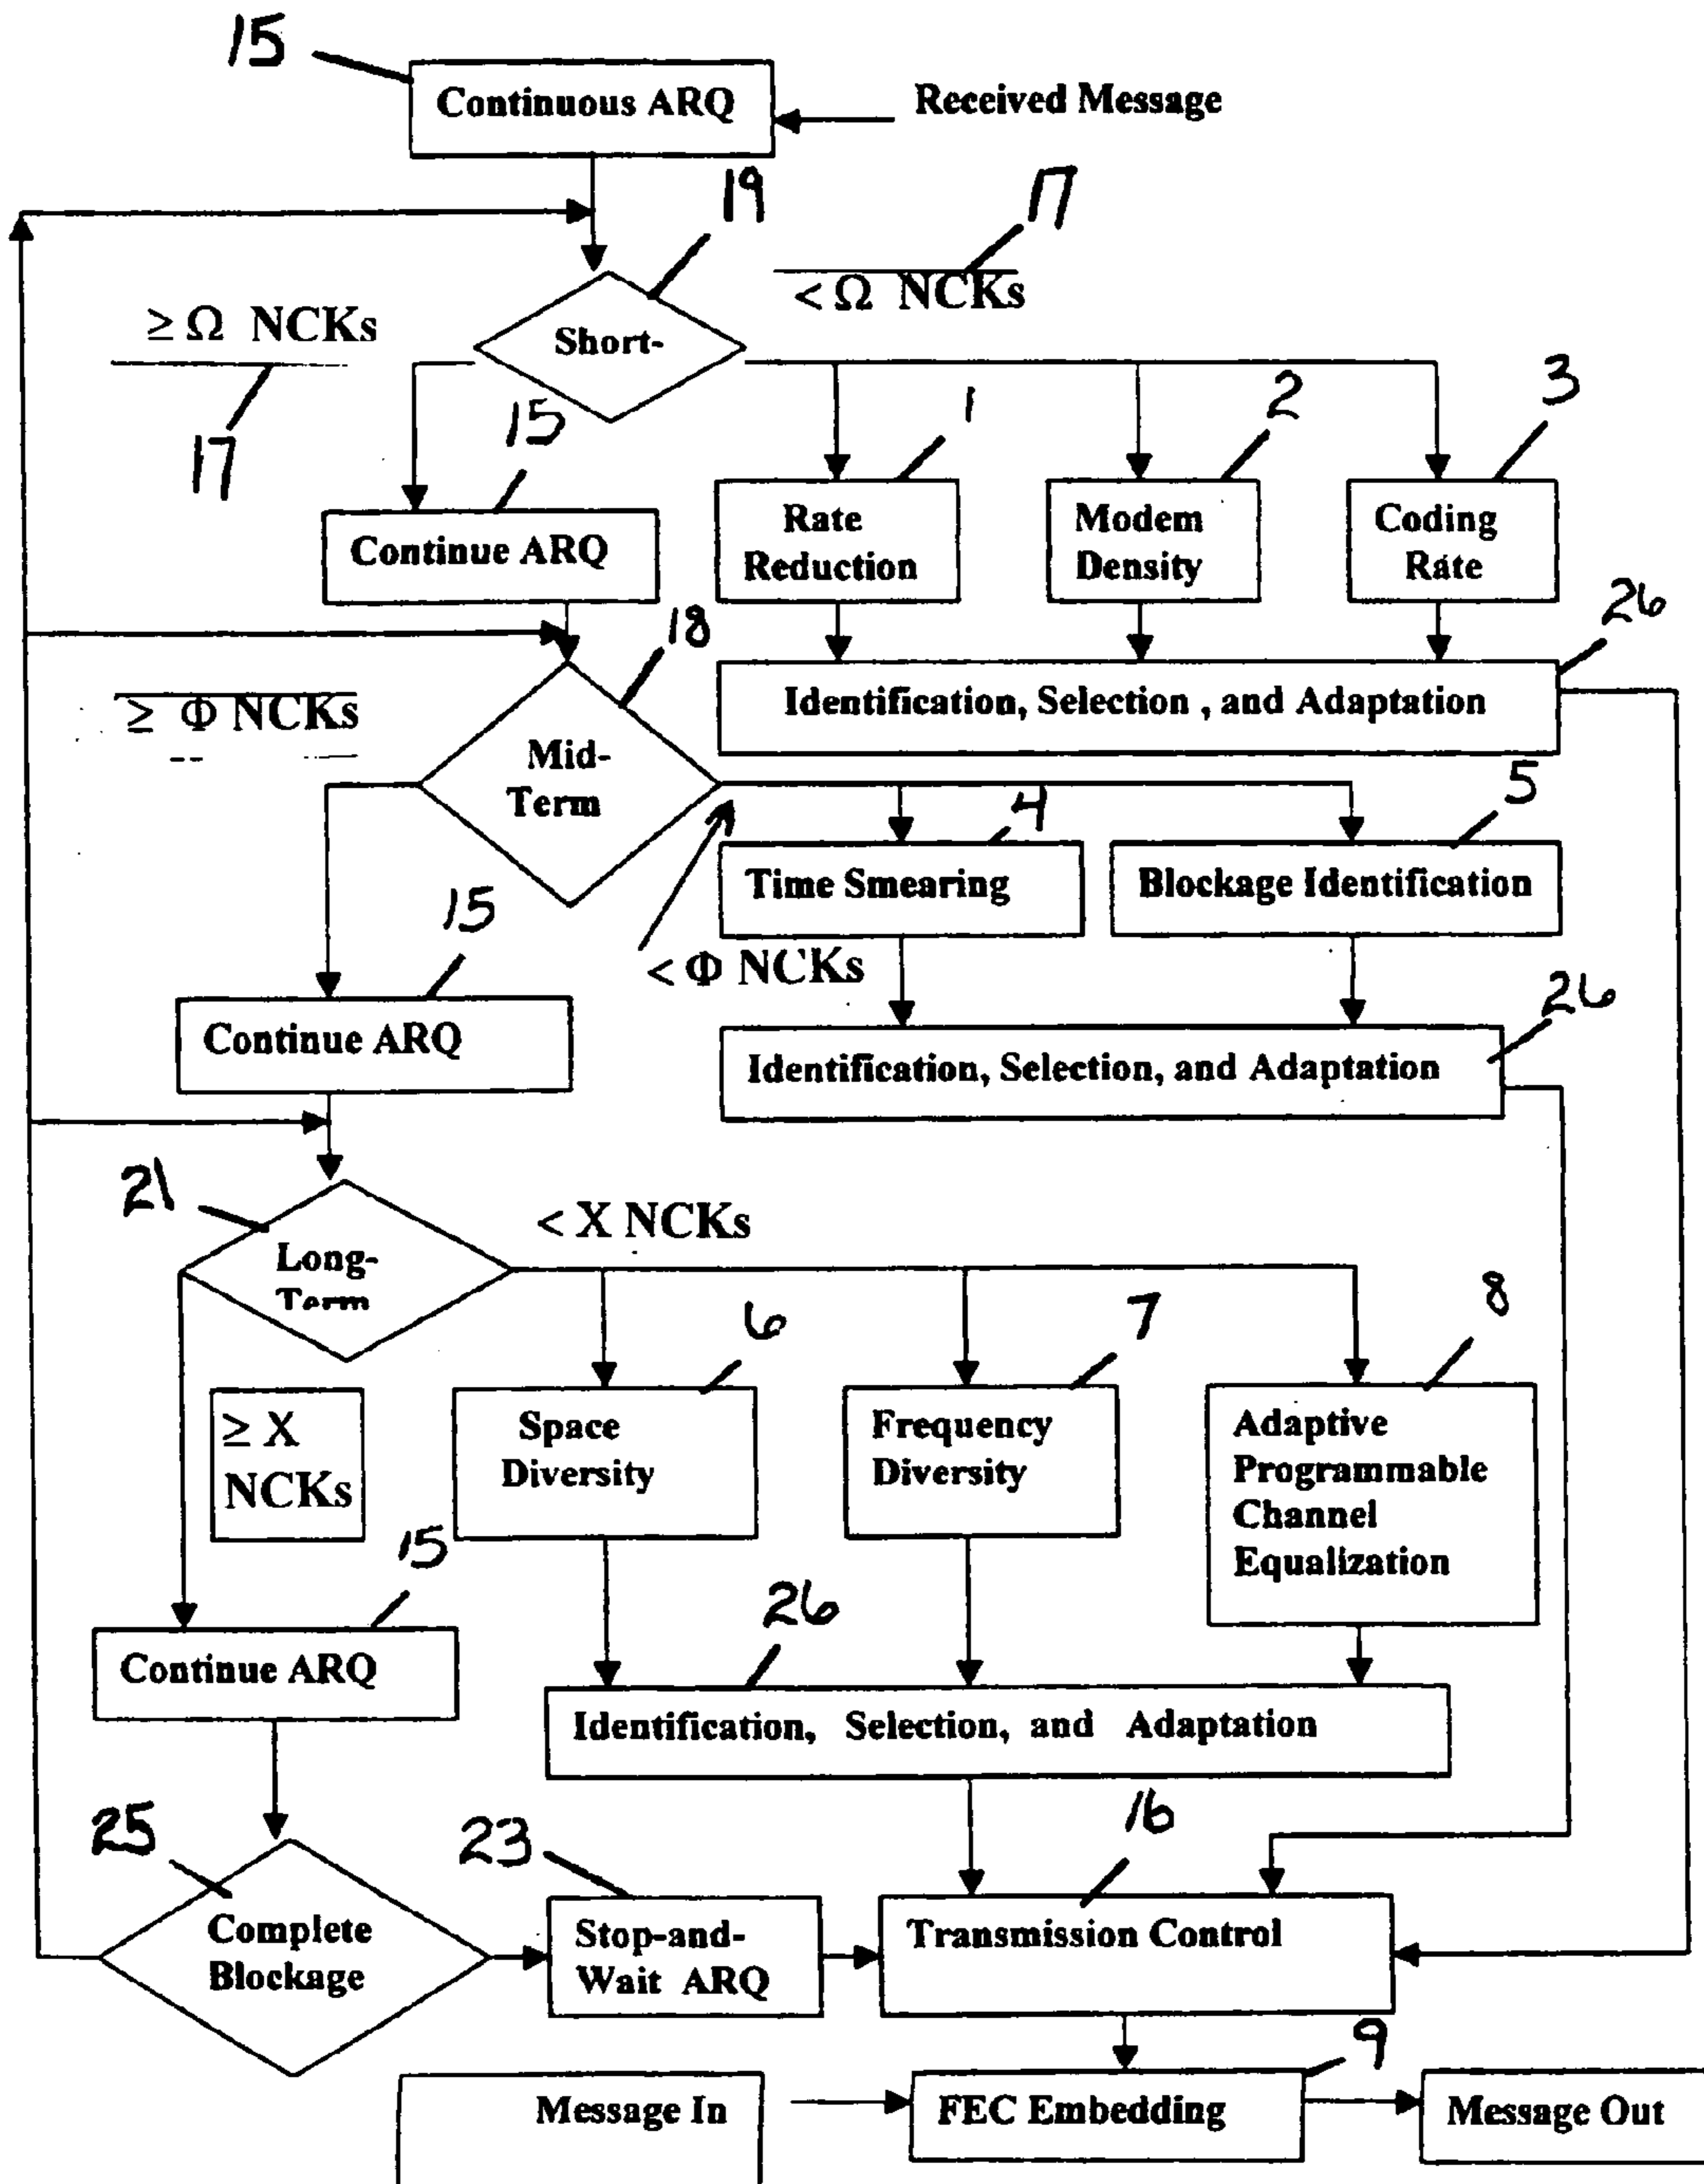 15
Continuous ARQ
Received Message
19
17
< Ω NCKs
≥ Ω NCKs
Short-
17
15
1
2
3
Continue ARQ
Rate
Reduction
Modem
Density
Coding
Rate
18
26
Identification, Selection , and Adaptation
≥ Φ NCKs
Mid-
Term
4
5
Time Smearing
Blockage Identification
15
< Φ NCKs
26
Continue ARQ
Identification, Selection, and Adaptation
21
< X NCKs
Long-
Term
6
7
8
≥ X
NCKs
Space
Diversity
Frequency
Diversity
Adaptive
Programmable
Channel
Equalization
15
26
Continue ARQ
Identification, Selection, and Adaptation
25
23
16
Complete
Blockage
Stop-and-
Wait ARQ
Transmission Control
9
Message In
FEC Embedding
Message Out